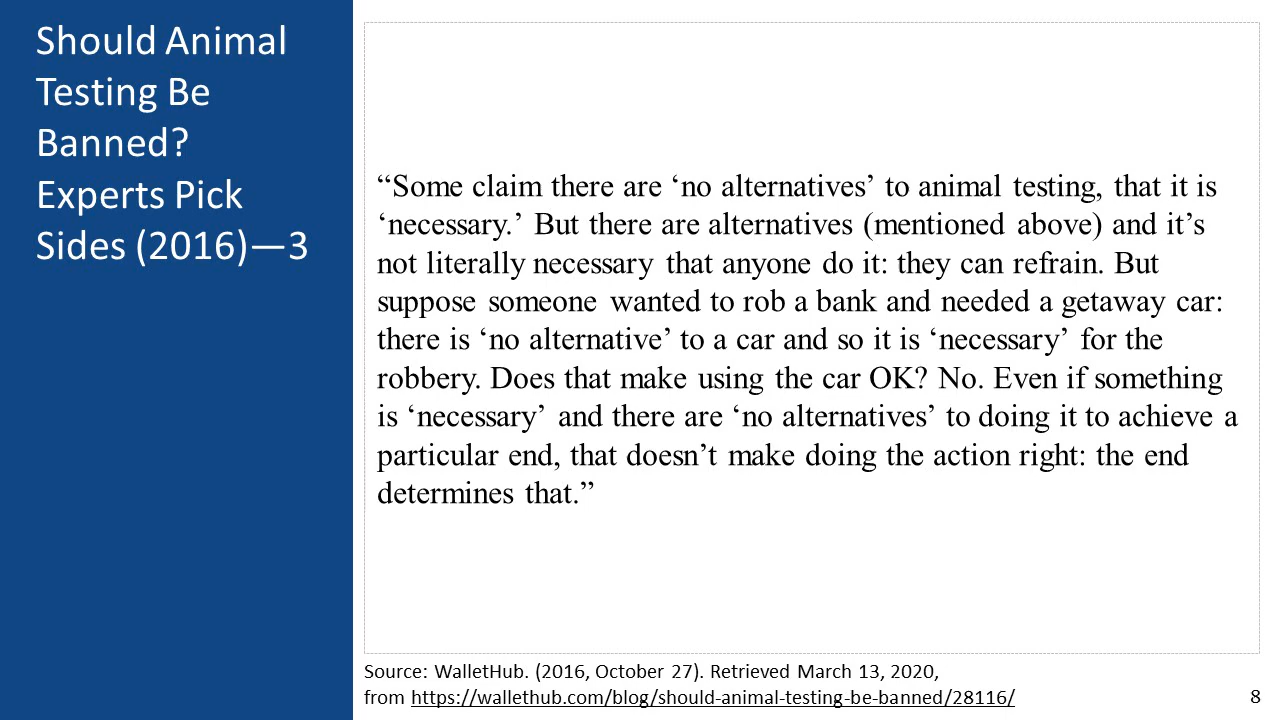 Should Animal
Testing Be
Banned?
Experts Pick
Sides (2016)—3
“Some claim there are ‘no alternatives’ to animal testing, that it is
‘necessary.’ But there are alternatives (mentioned above) and it’s
not literally necessary that anyone do it: they can refrain. But
suppose someone wanted to rob a bank and needed a getaway car:
there is ‘no alternative’ to a car and so it is ‘necessary’ for the
robbery. Does that make using the car OK? No. Even if something
is ‘necessary’ and there are ‘no alternatives’ to doing it to achieve a
particular end, that doesn’t make doing the action right: the end
determines that.”
Source: WalletHub. (2016, October 27). Retrieved March 13, 2020,
from https://wallethub.com/blog/should-animal-testing-be-banned/28116/
8